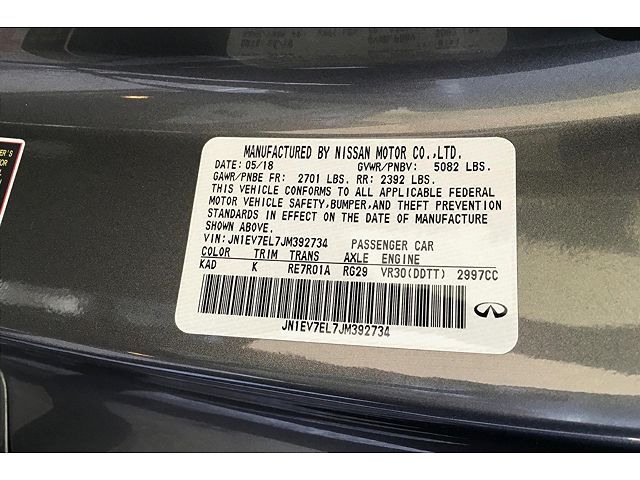 MANUFACTURED BY NISSAN MOTOR CO.,LTD.
DATE: 05/18 GVWR/PNBV: 5082 LBS.
GAWR/PNBE FR: 2701 LBS. RR: 2392 LBS.
THIS VEHICLE CONFORMS TO ALL APPLICABLE FEDERAL
MOTOR VEHICLE SAFETY,BUMPER,AND THEFT PREVENTION
STANDARDS IN EFFECT ON THE DATE OF MANUFACTURE
SHOWN ABOVE.
VIN: JN1EV7EL7JM392734 PASSENGER CAR
COLOR TRIM TRANS AXLE ENGINE
KAD K RE7R01A RG29 VR30(DDTT) 2997CC
JN1EV7EL7JM392734